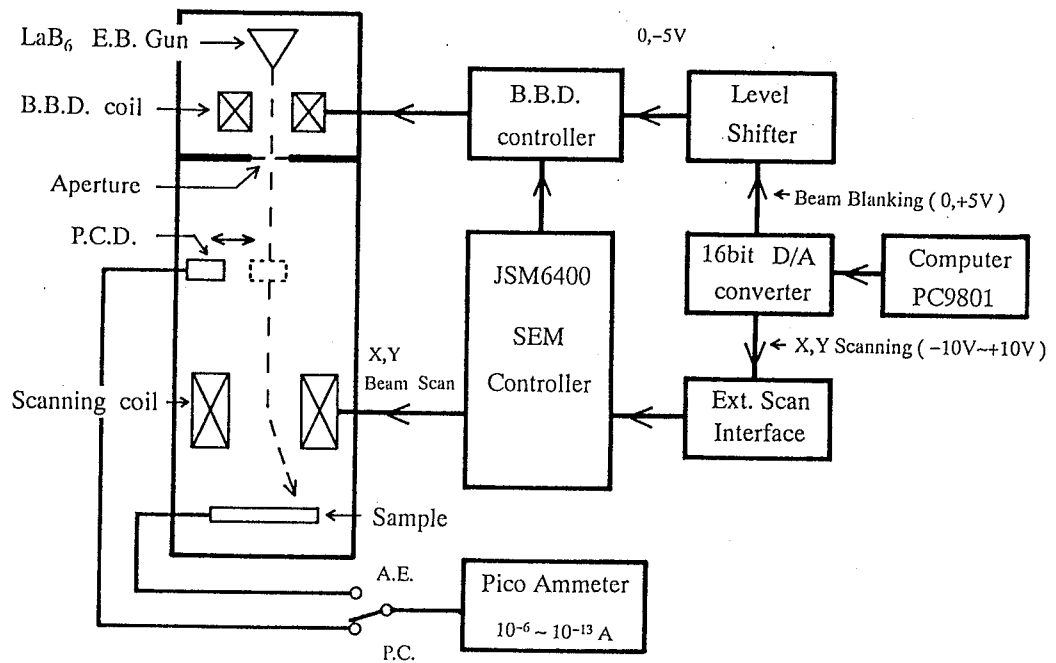 LaB₆ E.B. Gun
0,–5V
B.B.D. coil
B.B.D.
controller
Level
Shifter
Aperture
Beam Blanking ( 0,+5V )
P.C.D.
JSM6400
SEM
Controller
16bit D/A
converter
Computer
PC9801
X,Y Scanning ( –10V~+10V )
X,Y
Beam Scan
Scanning coil
Ext. Scan
Interface
Sample
A.E.
P.C.
Pico Ammeter
10⁻⁶ ~ 10⁻¹³ A